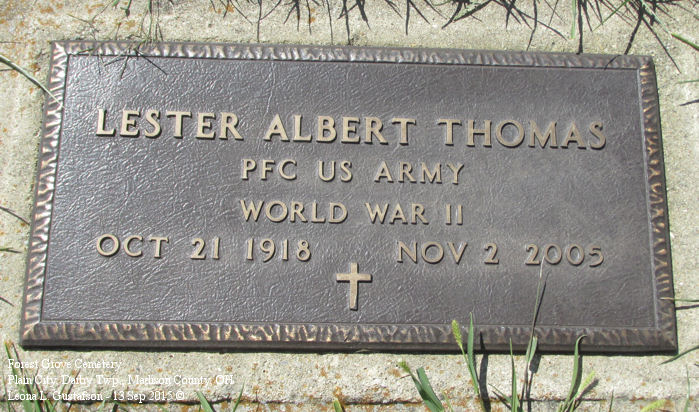 LESTER ALBERT THOMAS
PFC US ARMY
WORLD WAR II
OCT 21 1918 NOV 2 2005
Forest Grove Cemetery
Plain City, Darby Twp., Madison County, OH
Leona L. Gustafson - 13 Sep 2015 ©